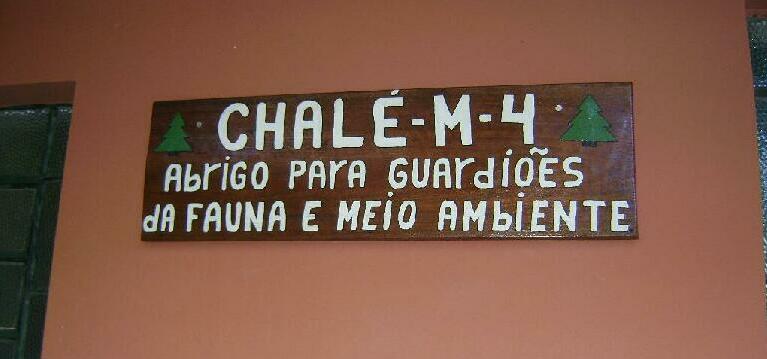 CHALÉ-M-4
AbrIGO PARA GUArdIÕES
dA FAUNA E MEIO AMbIENTE